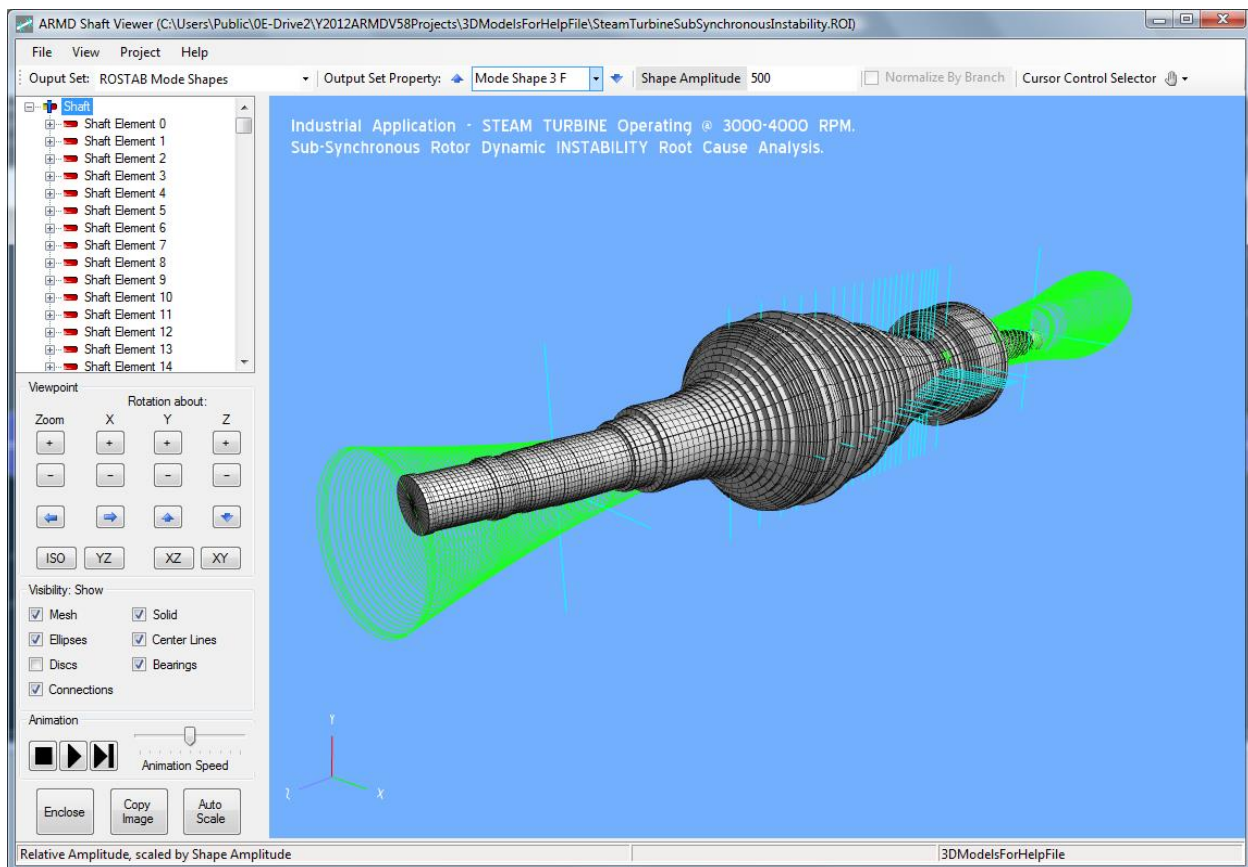 ARMD Shaft Viewer (C:\Users\Public\0E-Drive2\Y2012ARMDV58Projects\3DModelsForHelpFile\SteamTurbineSubSynchronousInstability.ROI)
File View Project Help
Ouput Set: ROSTAB Mode Shapes Output Set Property: Mode Shape 3 F Shape Amplitude 500 Normalize By Branch Cursor Control Selector
Shaft
Shaft Element 0
Shaft Element 1
Shaft Element 2
Shaft Element 3
Shaft Element 4
Shaft Element 5
Shaft Element 6
Shaft Element 7
Shaft Element 8
Shaft Element 9
Shaft Element 10
Shaft Element 11
Shaft Element 12
Shaft Element 13
Shaft Element 14
Industrial Application - STEAM TURBINE Operating @ 3000-4000 RPM.
Sub-Synchronous Rotor Dynamic INSTABILITY Root Cause Analysis.
Viewpoint
Rotation about:
Zoom X Y Z
+ + + +
- - - -
ISO YZ XZ XY
Visibility: Show
Mesh Solid
Ellipses Center Lines
Discs Bearings
Connections
Animation
Animation Speed
Enclose Copy Image Auto Scale
Y
Z X
Relative Amplitude, scaled by Shape Amplitude 3DModelsForHelpFile